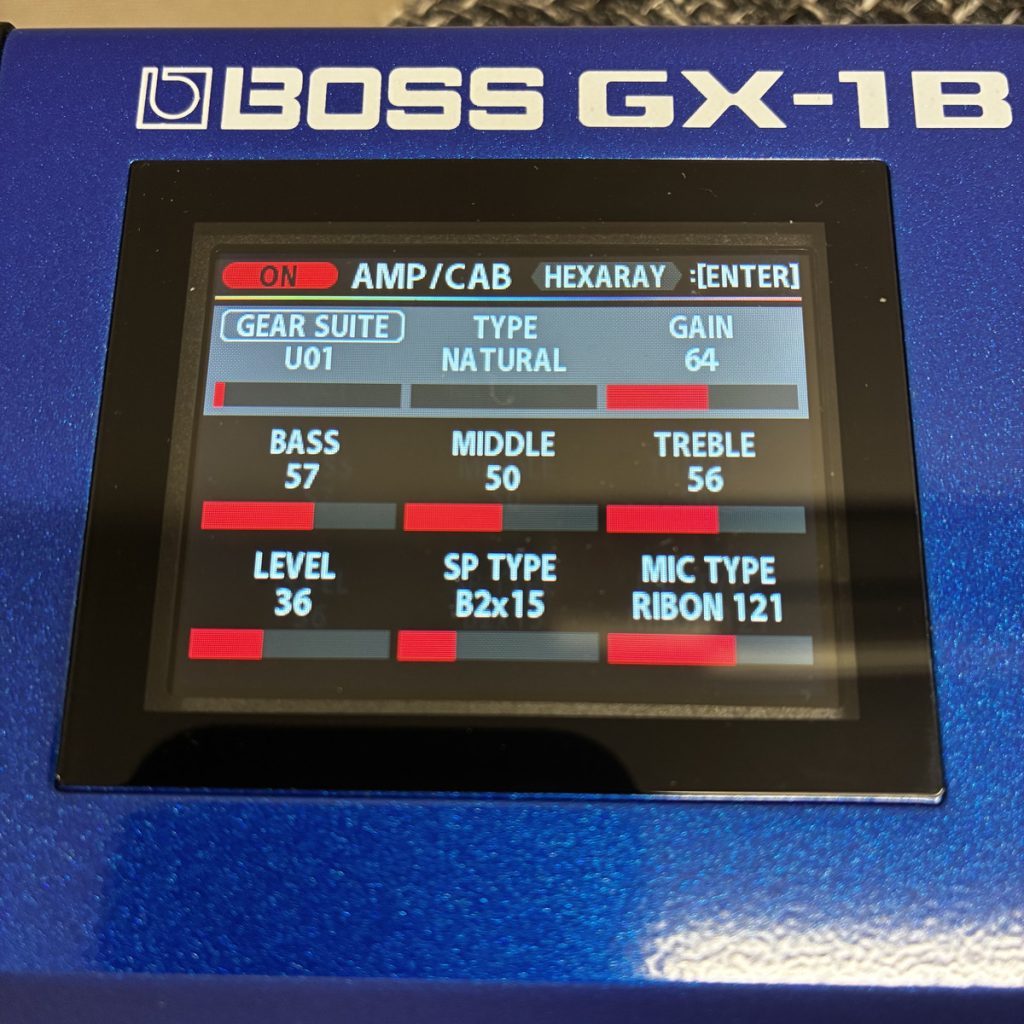 BOSS GX-1B
ON AMP/CAB HEXARAY :[ENTER]
GEAR SUITE TYPE GAIN
U01 NATURAL 64
BASS MIDDLE TREBLE
57 50 56
LEVEL SP TYPE MIC TYPE
36 B2x15 RIBON 121